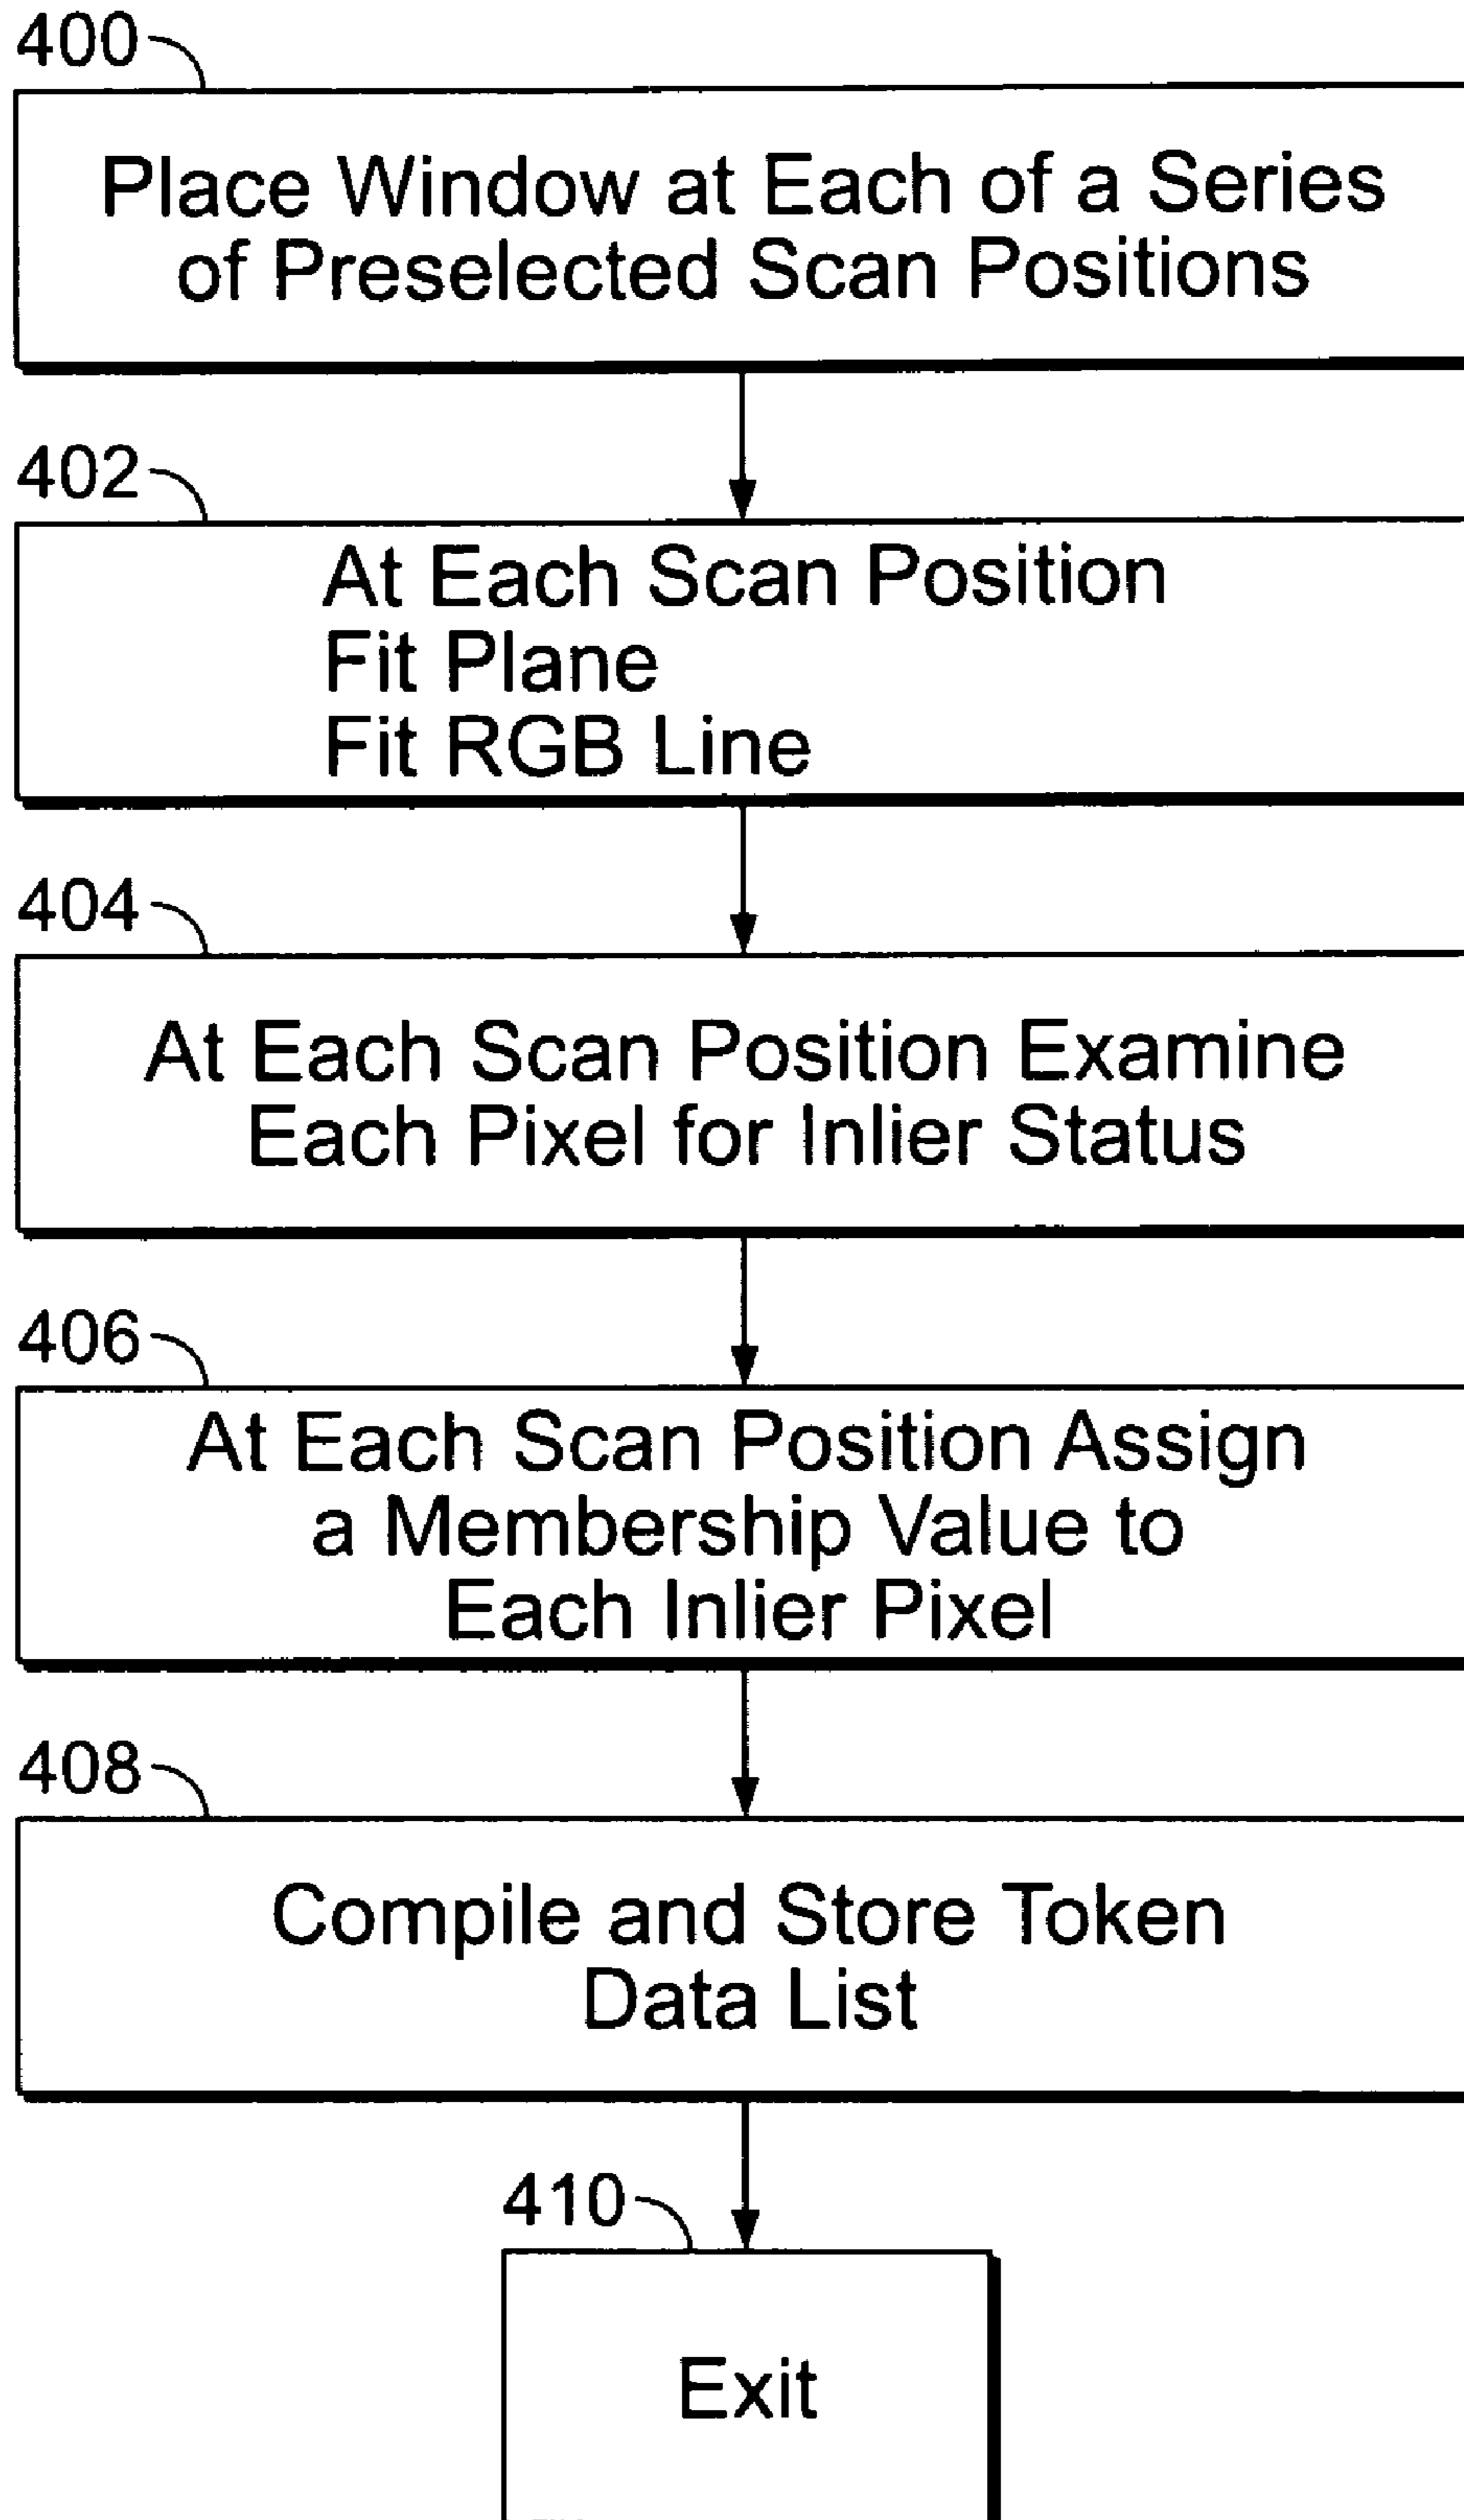 400
Place Window at Each of a Series
of Preselected Scan Positions
402
At Each Scan Position
Fit Plane
Fit RGB Line
404
At Each Scan Position Examine
Each Pixel for Inlier Status
406
At Each Scan Position Assign
a Membership Value to
Each Inlier Pixel
408
Compile and Store Token
Data List
410
Exit